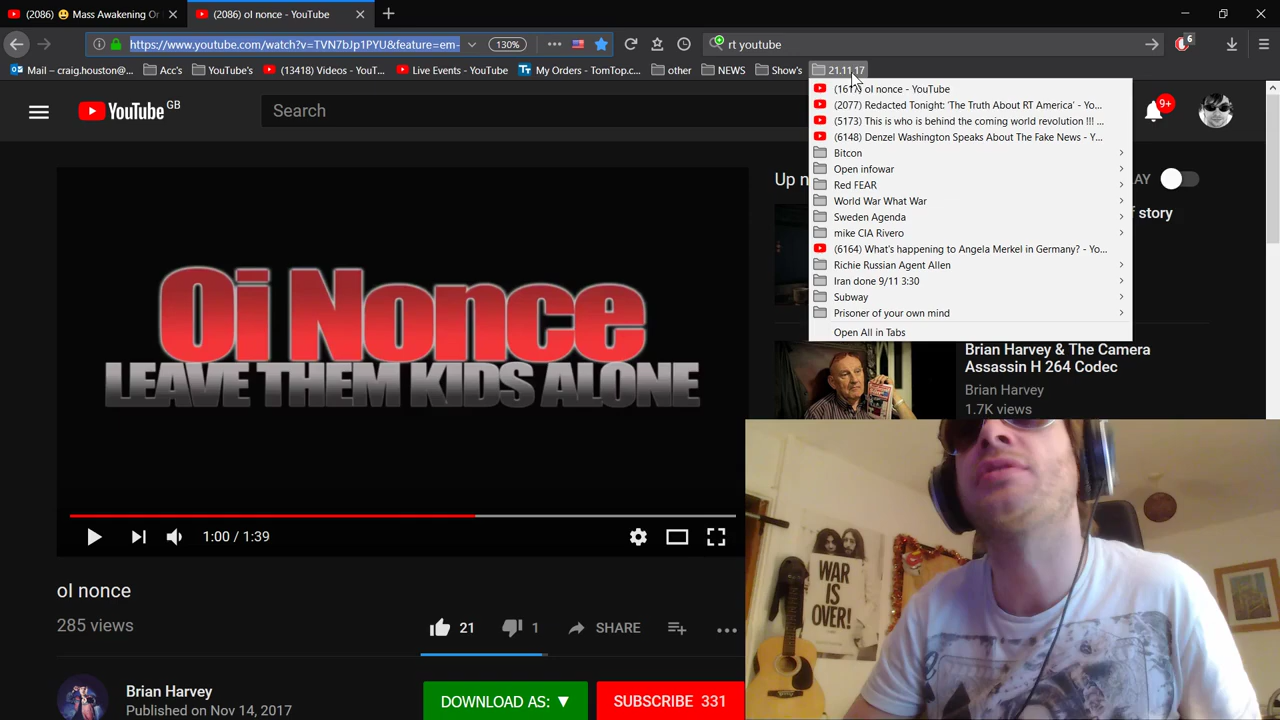 (2086) 😃 Mass Awakening Or
(2086) oI nonce - YouTube
https://www.youtube.com/watch?v=TVN7bJp1PYU&feature=em-
130%
rt youtube
6
Mail – craig.houston@...
Acc's
YouTube's
(13418) Videos - YouT...
Live Events - YouTube
My Orders - TomTop.c...
other
NEWS
Show's
21.11.17
YouTube GB
Search
9+
oI nonce - YouTube
(2077) Redacted Tonight: 'The Truth About RT America' - Yo...
(5173) This is who is behind the coming world revolution !!! ...
(6148) Denzel Washington Speaks About The Fake News - Y...
Bitcon
Open infowar
Red FEAR
World War What War
Sweden Agenda
mike CIA Rivero
(6164) What's happening to Angela Merkel in Germany? - Yo...
Richie Russian Agent Allen
Iran done 9/11 3:30
Subway
Prisoner of your own mind
Open All in Tabs
Up n
AY
story
Oi Nonce
LEAVE THEM KIDS ALONE
1:00 / 1:39
Brian Harvey & The Camera
Assassin H 264 Codec
Brian Harvey
1.7K views
oI nonce
285 views
21
1
SHARE
Brian Harvey
Published on Nov 14, 2017
DOWNLOAD AS: ▼
SUBSCRIBE 331
WAR
IS
OVER!